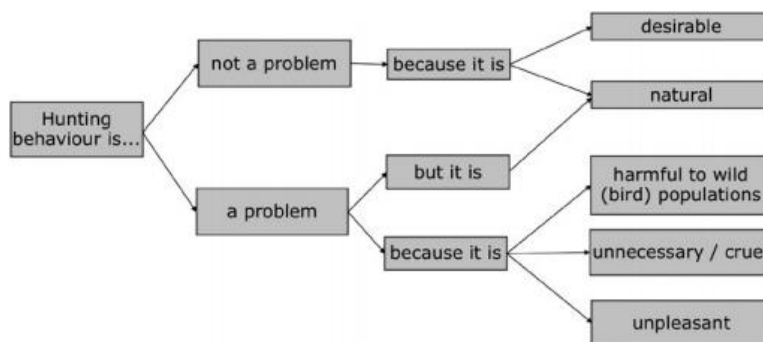 Hunting
behaviour is...
not a problem
because it is
desirable
natural
a problem
but it is
because it is
harmful to wild
(bird) populations
unnecessary / cruel
unpleasant